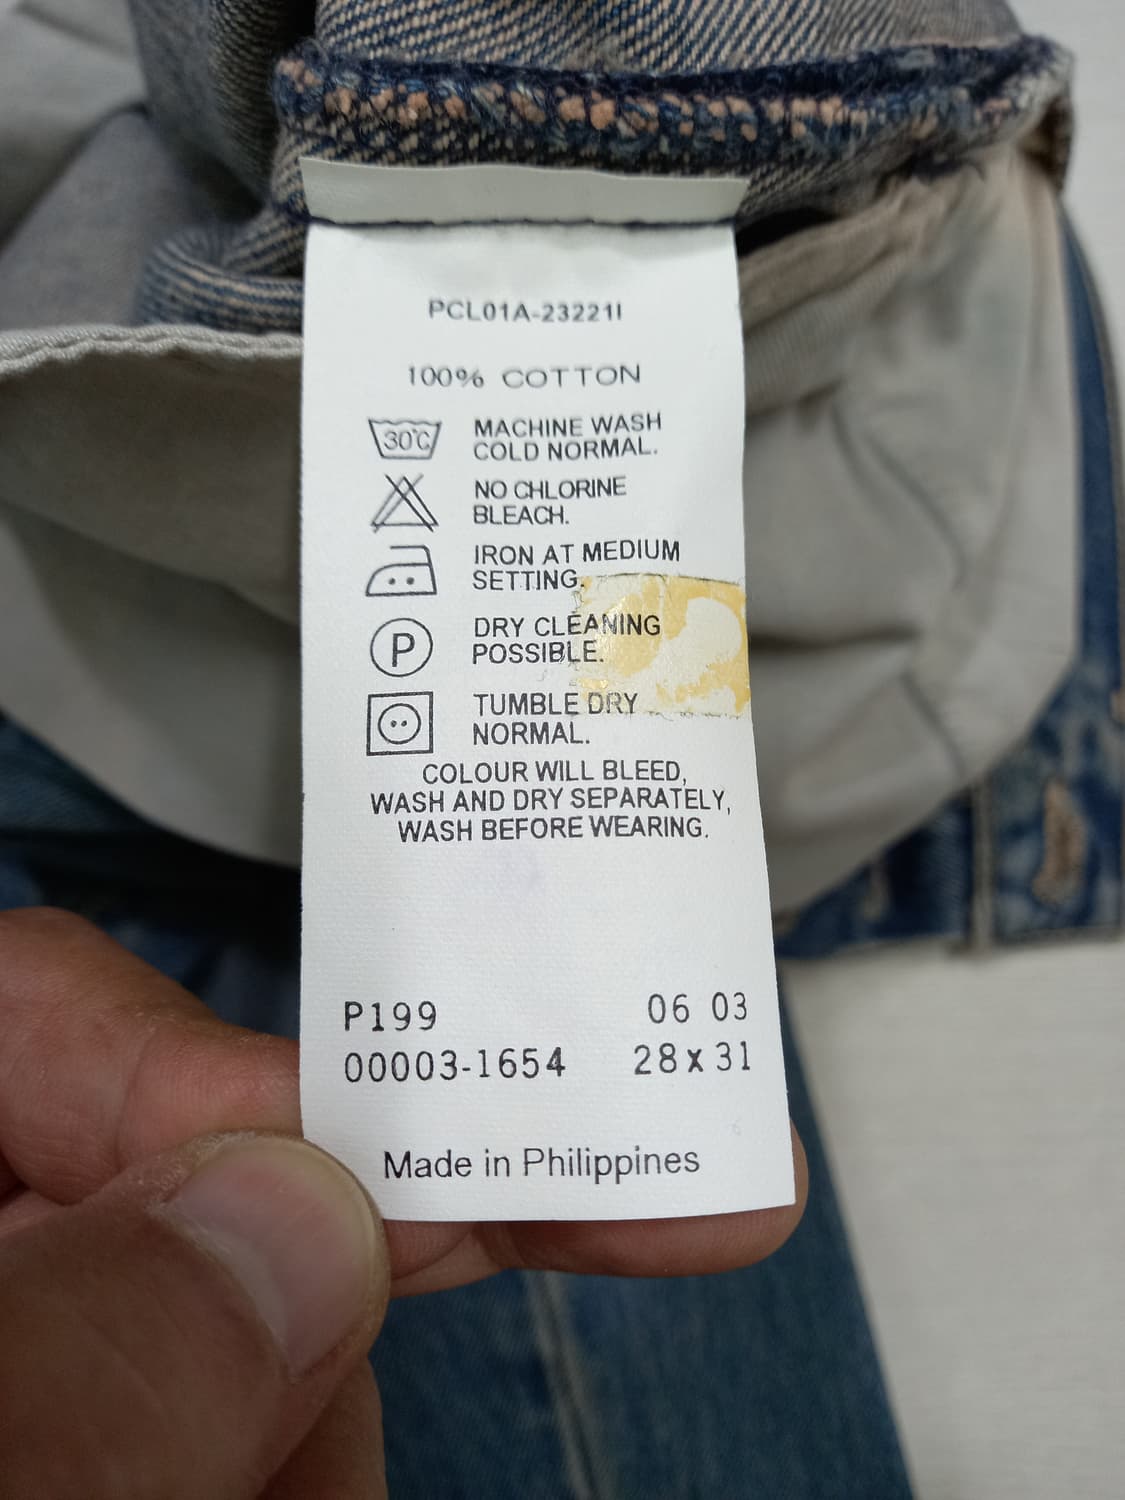 PCL01A-23221I
100% COTTON
30°C
MACHINE WASH
COLD NORMAL.
NO CHLORINE
BLEACH.
IRON AT MEDIUM
SETTING.
P
DRY CLEANING
POSSIBLE.
TUMBLE DRY
NORMAL.
COLOUR WILL BLEED,
WASH AND DRY SEPARATELY,
WASH BEFORE WEARING.
P199 06 03
00003-1654 28 x 31
Made in Philippines